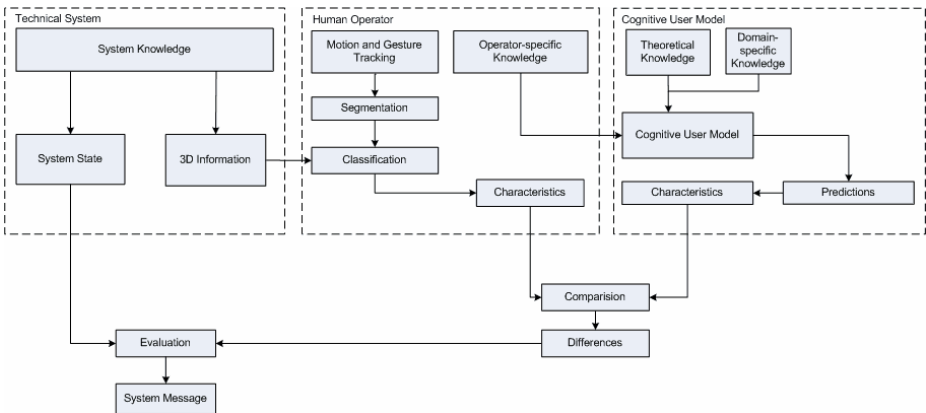 Technical System
System Knowledge
System State
3D Information
Human Operator
Motion and Gesture
Tracking
Operator-specific
Knowledge
Segmentation
Classification
Characteristics
Cognitive User Model
Theoretical
Knowledge
Domain-
specific
Knowledge
Cognitive User Model
Characteristics
Predictions
Comparision
Evaluation
Differences
System Message